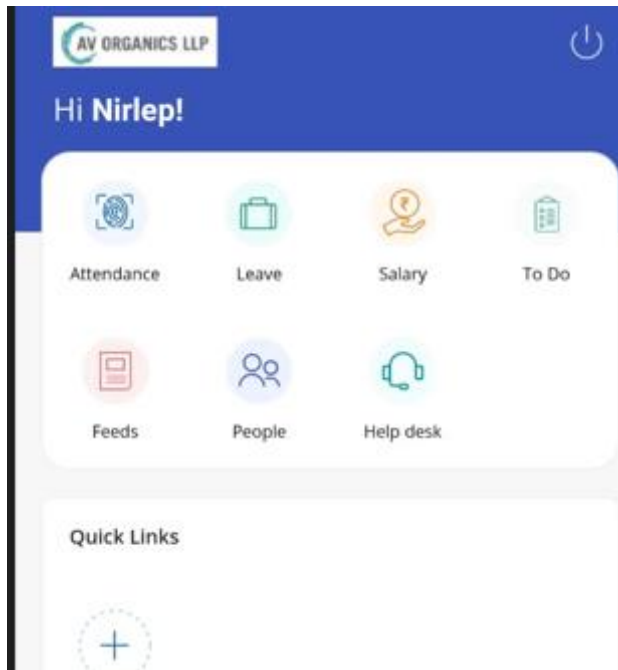 AV ORGANICS LLP
Hi Nirlep!
Attendance Leave Salary To Do
Feeds People Help desk
Quick Links